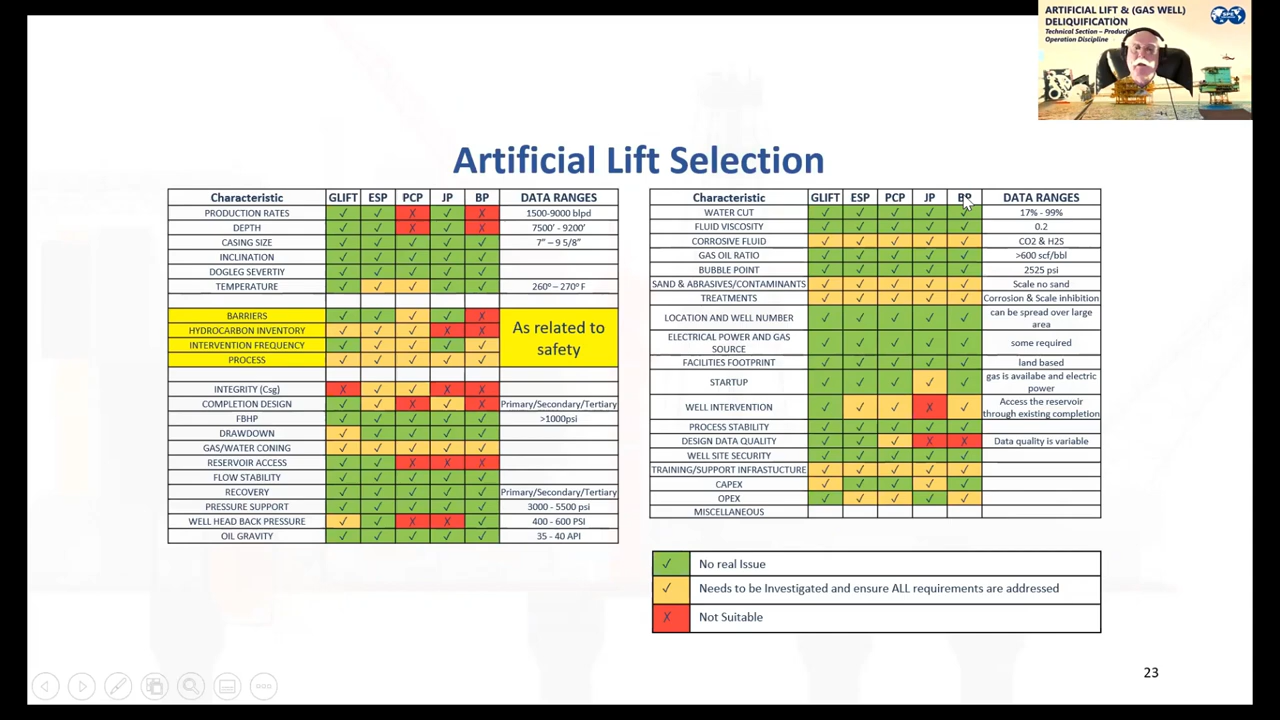 ARTIFICIAL LIFT & (GAS WELL)
DELIQUIFICATION
Technical Section – Production
Operation Discipline
Artificial Lift Selection
Characteristic GLIFT ESP PCP JP BP DATA RANGES
PRODUCTION RATES ✓ ✓ ✗ ✓ ✗ 1500-9000 blpd
DEPTH ✓ ✓ ✗ ✓ ✗ 7500' - 9200'
CASING SIZE ✓ ✓ ✓ ✓ ✓ 7" – 9 5/8"
INCLINATION ✓ ✓ ✓ ✓ ✓
DOGLEG SEVERTIY ✓ ✓ ✓ ✓ ✓
TEMPERATURE ✓ ✓ ✓ ✓ ✓ 260º – 270º F
BARRIERS ✓ ✓ ✓ ✓ ✗
HYDROCARBON INVENTORY ✓ ✓ ✓ ✗ ✗
INTERVENTION FREQUENCY ✓ ✓ ✓ ✓ ✓
PROCESS ✓ ✓ ✓ ✓ ✓
As related to
safety
INTEGRITY (Csg) ✗ ✓ ✓ ✗ ✗
COMPLETION DESIGN ✓ ✓ ✗ ✓ ✗ Primary/Secondary/Tertiary
FBHP ✓ ✓ ✓ ✓ ✓ >1000psi
DRAWDOWN ✓ ✓ ✓ ✓ ✓
GAS/WATER CONING ✓ ✓ ✓ ✓ ✓
RESERVOIR ACCESS ✓ ✓ ✗ ✗ ✗
FLOW STABILITY ✓ ✓ ✓ ✓ ✓
RECOVERY ✓ ✓ ✓ ✓ ✓ Primary/Secondary/Tertiary
PRESSURE SUPPORT ✓ ✓ ✓ ✓ ✓ 3000 - 5500 psi
WELL HEAD BACK PRESSURE ✓ ✓ ✗ ✗ ✓ 400 - 600 PSI
OIL GRAVITY ✓ ✓ ✓ ✓ ✓ 35 - 40 API
Characteristic GLIFT ESP PCP JP BP DATA RANGES
WATER CUT ✓ ✓ ✓ ✓ ✓ 17% - 99%
FLUID VISCOSITY ✓ ✓ ✓ ✓ ✓ 0.2
CORROSIVE FLUID ✓ ✓ ✓ ✓ ✓ CO2 & H2S
GAS OIL RATIO ✓ ✓ ✓ ✓ ✓ >600 scf/bbl
BUBBLE POINT ✓ ✓ ✓ ✓ ✓ 2525 psi
SAND & ABRASIVES/CONTAMINANTS ✓ ✓ ✓ ✓ ✓ Scale no sand
TREATMENTS ✓ ✓ ✓ ✓ ✓ Corrosion & Scale inhibition
LOCATION AND WELL NUMBER ✓ ✓ ✓ ✓ ✓ can be spread over large
area
ELECTRICAL POWER AND GAS
SOURCE ✓ ✓ ✓ ✓ ✓ some required
FACILITIES FOOTPRINT ✓ ✓ ✓ ✓ ✓ land based
STARTUP ✓ ✓ ✓ ✓ ✓ gas is availabe and electric
power
WELL INTERVENTION ✓ ✓ ✓ ✗ ✓ Access the reservoir
through existing completion
PROCESS STABILITY ✓ ✓ ✓ ✓ ✓
DESIGN DATA QUALITY ✓ ✓ ✓ ✗ ✗ Data quality is variable
WELL SITE SECURITY ✓ ✓ ✓ ✓ ✓
TRAINING/SUPPORT INFRASTUCTURE ✓ ✓ ✓ ✓ ✓
CAPEX ✓ ✓ ✓ ✓ ✓
OPEX ✓ ✓ ✓ ✓ ✓
MISCELLANEOUS
✓ No real Issue
✓ Needs to be Investigated and ensure ALL requirements are addressed
✗ Not Suitable
23